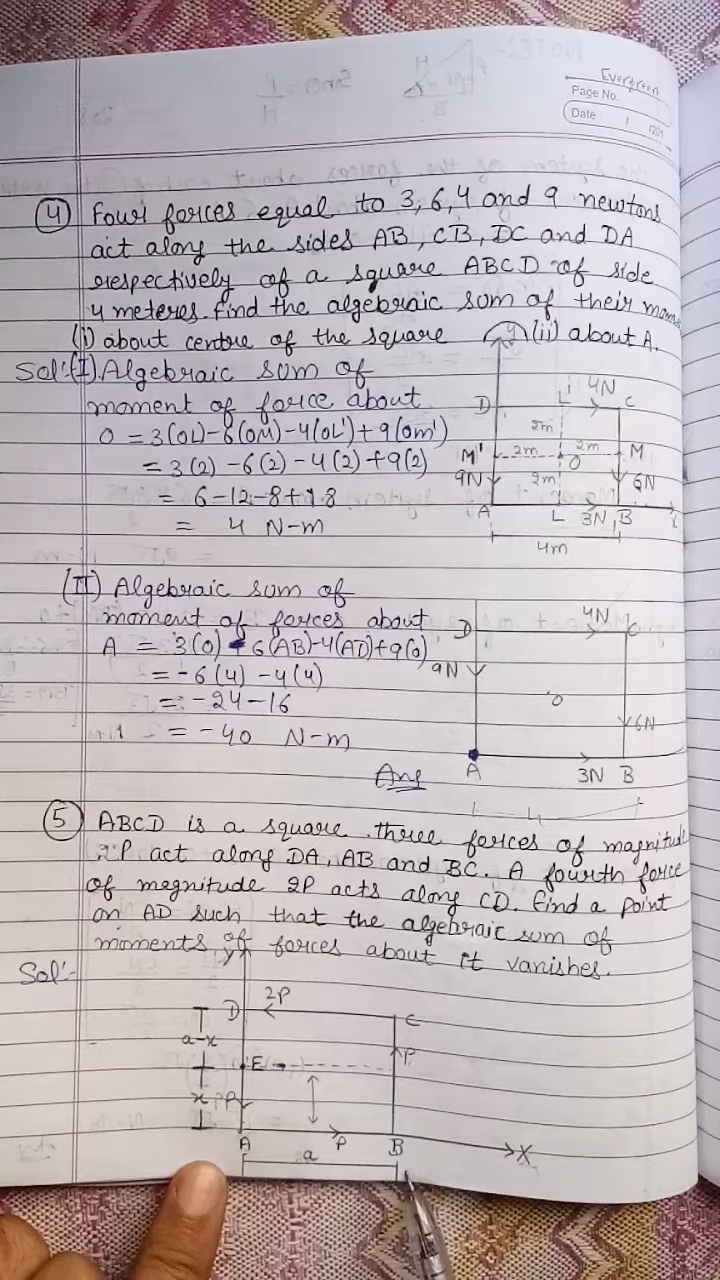 Evergreen
Page No.
Date
④ Four forces equal to 3, 6, 4 and 9 newtons
act along the sides AB, CB, DC and DA
respectively of a square ABCD of side
4 meteres. find the algebraic sum of their
(i) about centre of the square (ii) about A.
Sol:- (I) Algebraic sum of
moment of force about
O = 3(OL) - 6(OM) - 4(OL') + 9(OM')
= 3(2) - 6(2) - 4(2) + 9(2)
= 6 - 12 - 8 + 18
= 4 N-m
y
D L' 4N C
2m
M' 2m 2m M
O
9N 2m 6N
A L 3N B X
4m
(II) Algebraic sum of
moment of forces about
A = 3(0) - 6(AB) - 4(AD) + 9(0)
= -6(4) - 4(4)
= -24 - 16
= -40 N-m
Ans
D 4N C
9N
O
6N
A 3N B
4
⑤ ABCD is a square three forces of magnitude
P act along DA, AB and BC. A fourth force
of megnitude 2P acts along CD. Find a point
on AD such that the algebraic sum of
moments of forces about it vanishes.
Sol:-
Y
D 2P C
a-x
E P
x P
A P B X
a